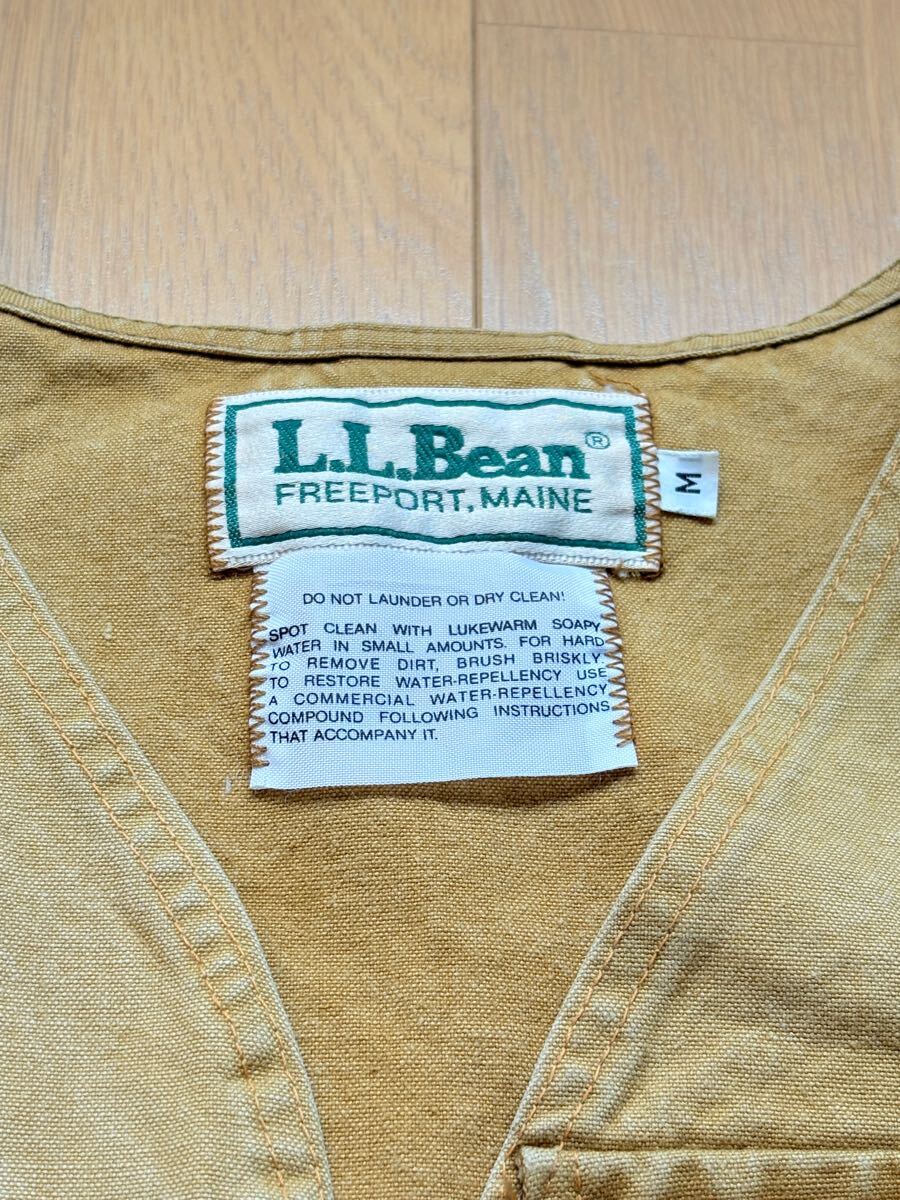 L.L.Bean®
FREEPORT, MAINE
M
DO NOT LAUNDER OR DRY CLEAN!
SPOT CLEAN WITH LUKEWARM SOAPY
WATER IN SMALL AMOUNTS. FOR HARD
TO REMOVE DIRT, BRUSH BRISKLY.
TO RESTORE WATER-REPELLENCY USE
A COMMERCIAL WATER-REPELLENCY
COMPOUND FOLLOWING INSTRUCTIONS
THAT ACCOMPANY IT.